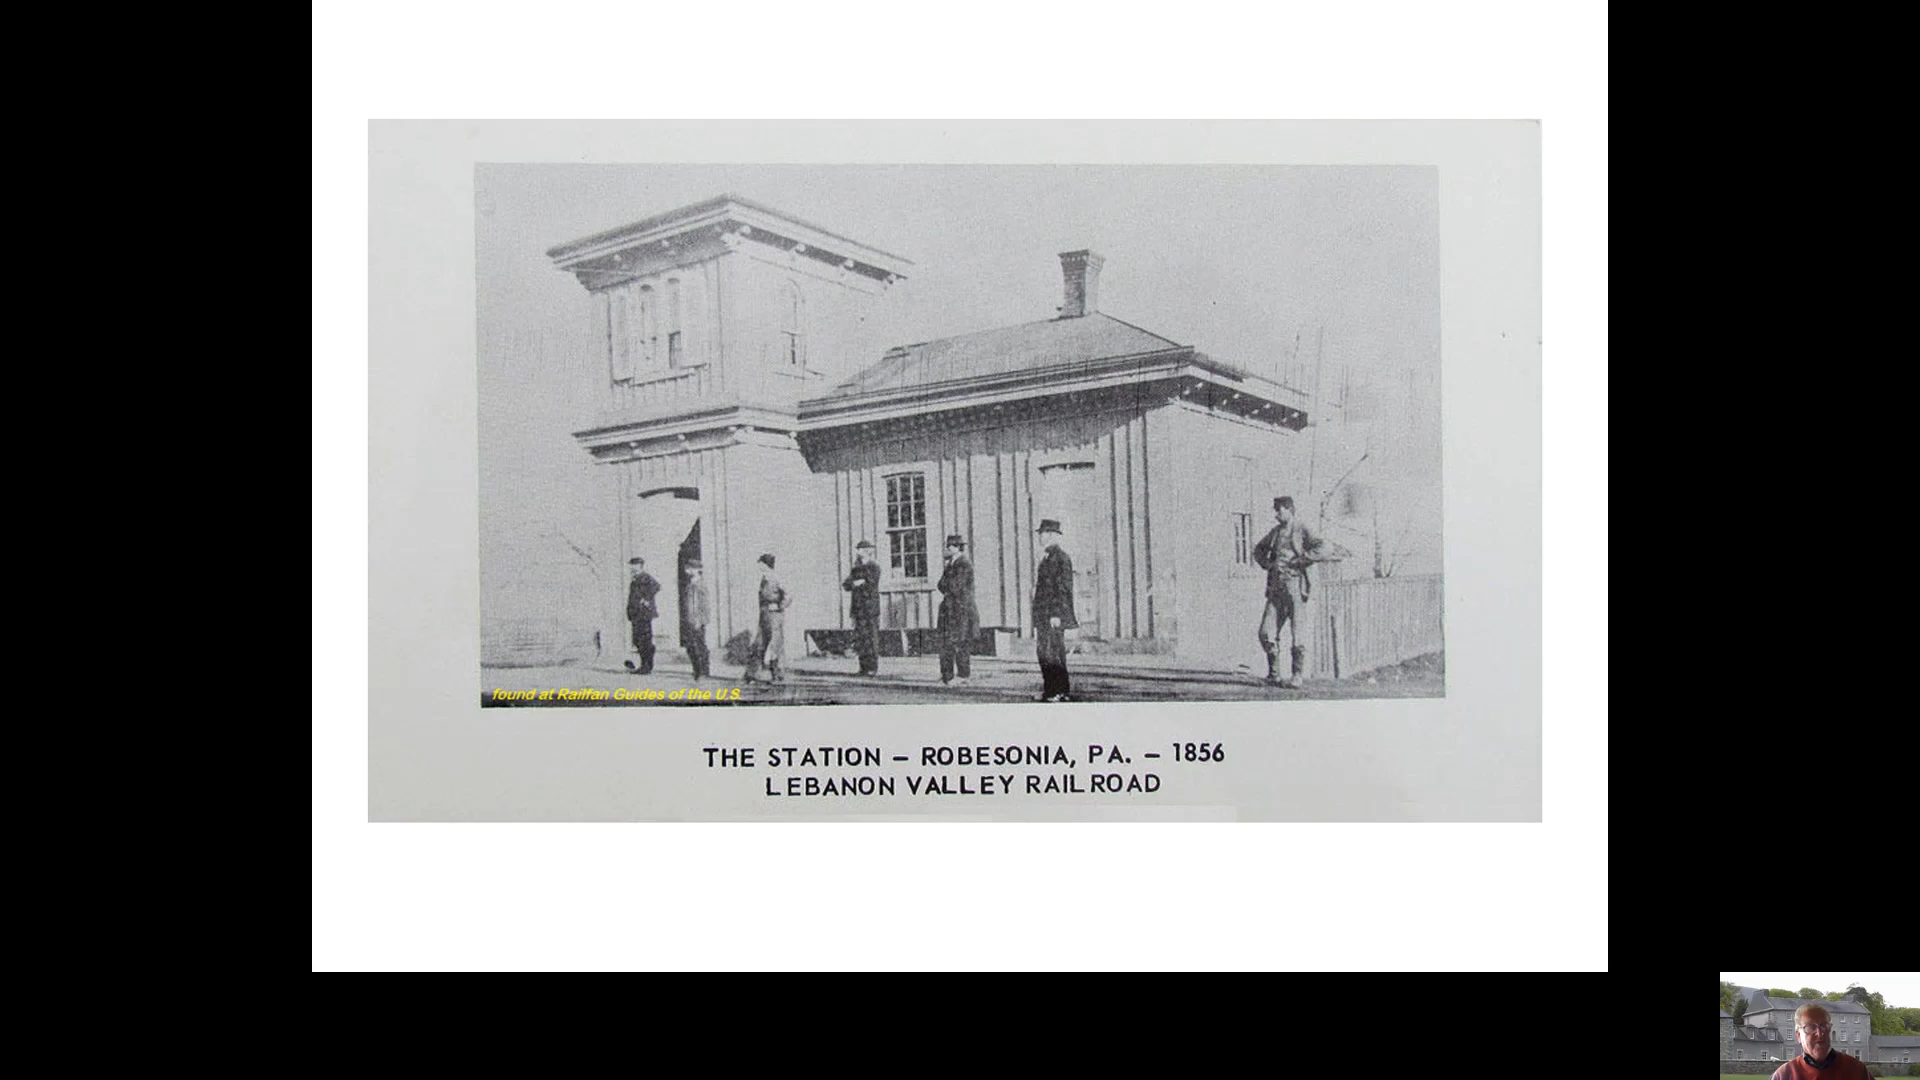 found at Railfan Guides of the U.S.
THE STATION – ROBESONIA, PA. – 1856
LEBANON VALLEY RAILROAD